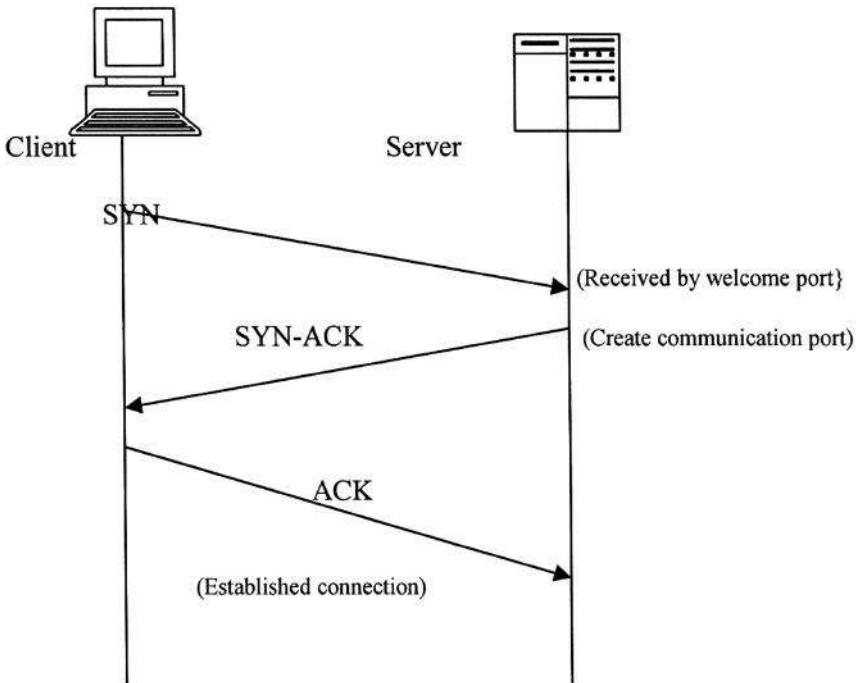 Client
Server
SYN
(Received by welcome port}
SYN-ACK
(Create communication port)
ACK
(Established connection)